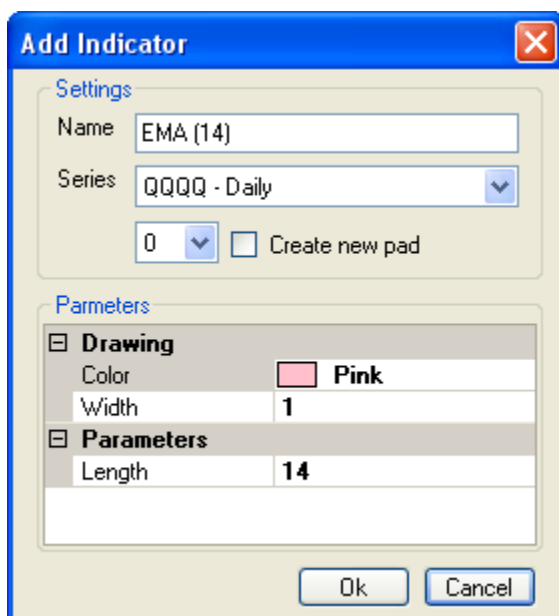 Add Indicator
Settings
Name EMA (14)
Series QQQQ - Daily
0 Create new pad
Parmeters
Drawing
Color Pink
Width 1
Parameters
Length 14
Ok Cancel